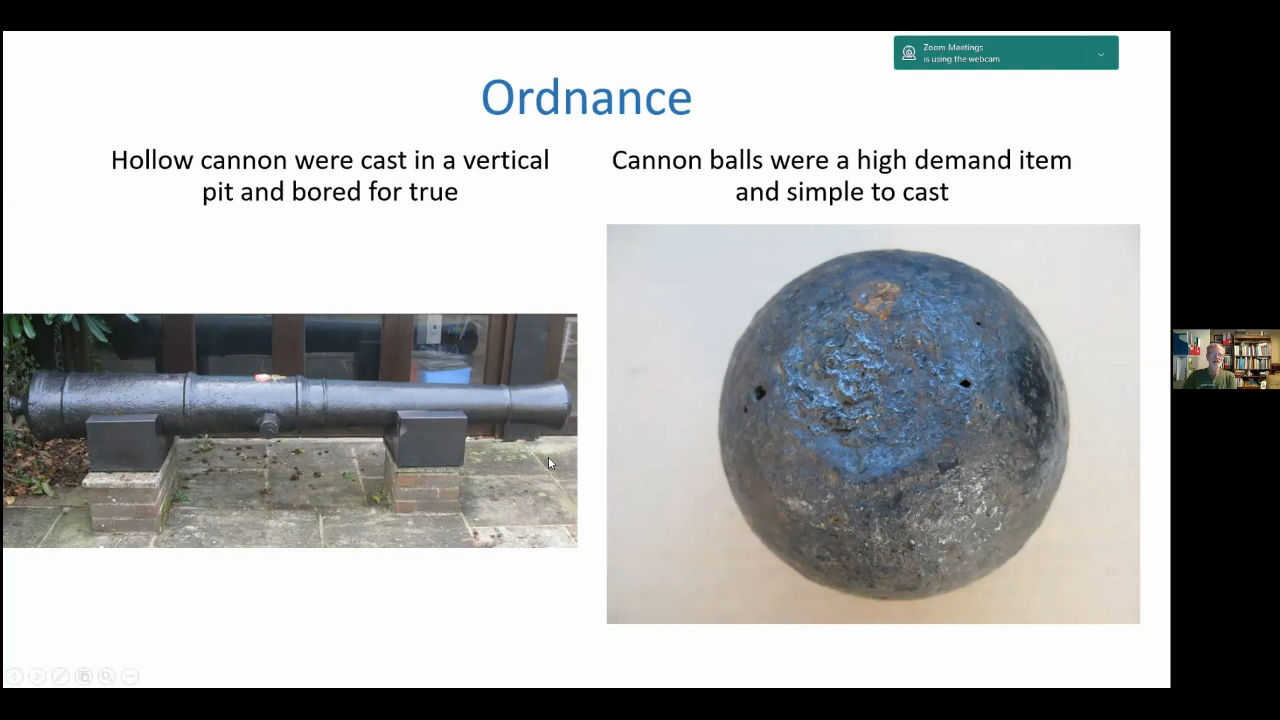 Zoom Meetings
is using the webcam
Ordnance
Hollow cannon were cast in a vertical
pit and bored for true
Cannon balls were a high demand item
and simple to cast